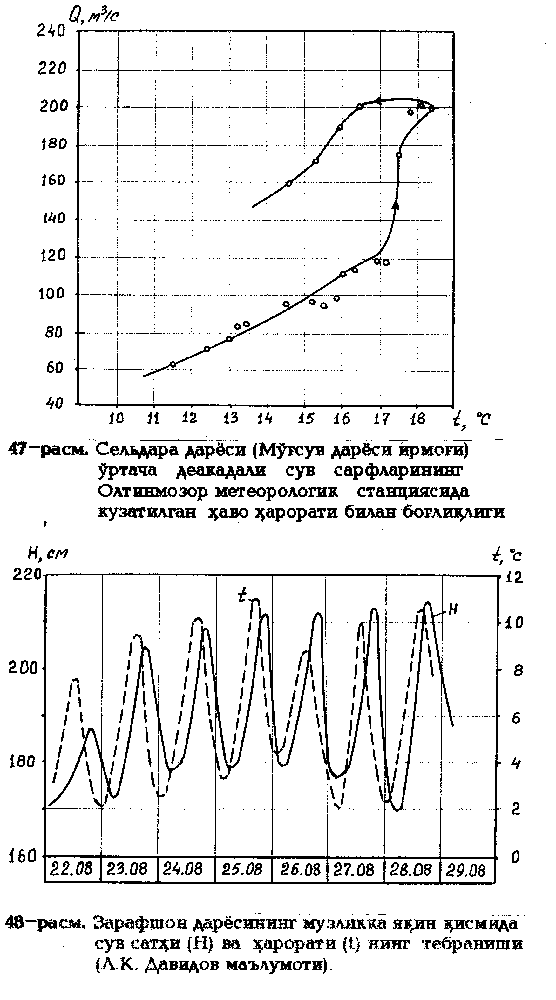 Q, м³/с
240
220
200
180
160
140
120
100
80
60
40
10 11 12 13 14 15 16 17 18 t, °C
47—расм. Сельдара дарёси (Мўғсув дарёси ирмоғи)
ўртача деакадали сув сарфларининг
Олтинмозор метеорологик станциясида
кузатилган ҳаво ҳарорати билан боғлиқлиги
H, см t, °C
220 12
t
H
10
200 8
6
180 4
2
160 0
22.08 23.08 24.08 25.08 26.08 27.08 28.08 29.08
48—расм. Зарафшон дарёсининг музликка яқин қисмида
сув сатҳи (H) ва ҳарорати (t) нинг тебраниши
(Л.К. Давидов маълумоти).